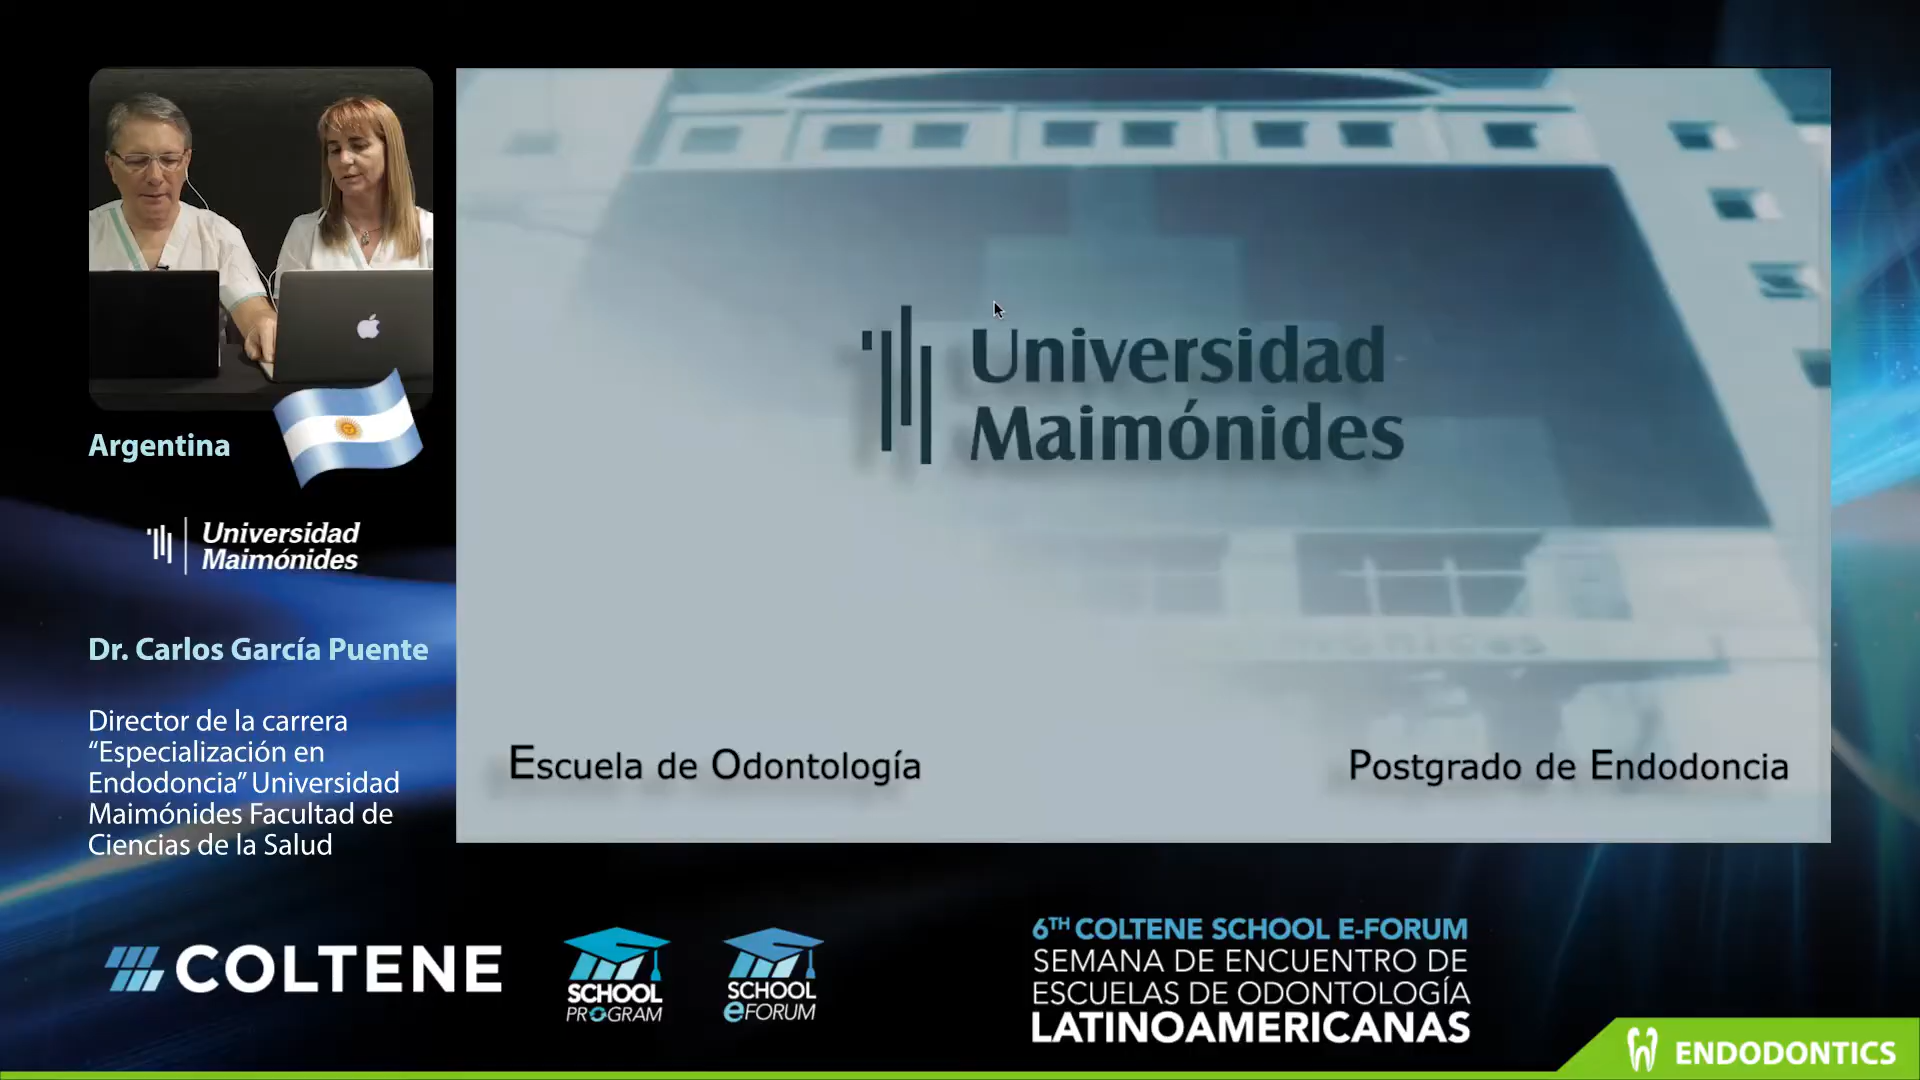 Argentina
Universidad
Maimónides
Dr. Carlos García Puente
Director de la carrera
“Especialización en
Endodoncia” Universidad
Maimónides Facultad de
Ciencias de la Salud
Universidad
Maimónides
Escuela de Odontología
Postgrado de Endodoncia
COLTENE
SCHOOL
PROGRAM
SCHOOL
eFORUM
6TH COLTENE SCHOOL E-FORUM
SEMANA DE ENCUENTRO DE
ESCUELAS DE ODONTOLOGÍA
LATINOAMERICANAS
ENDODONTICS